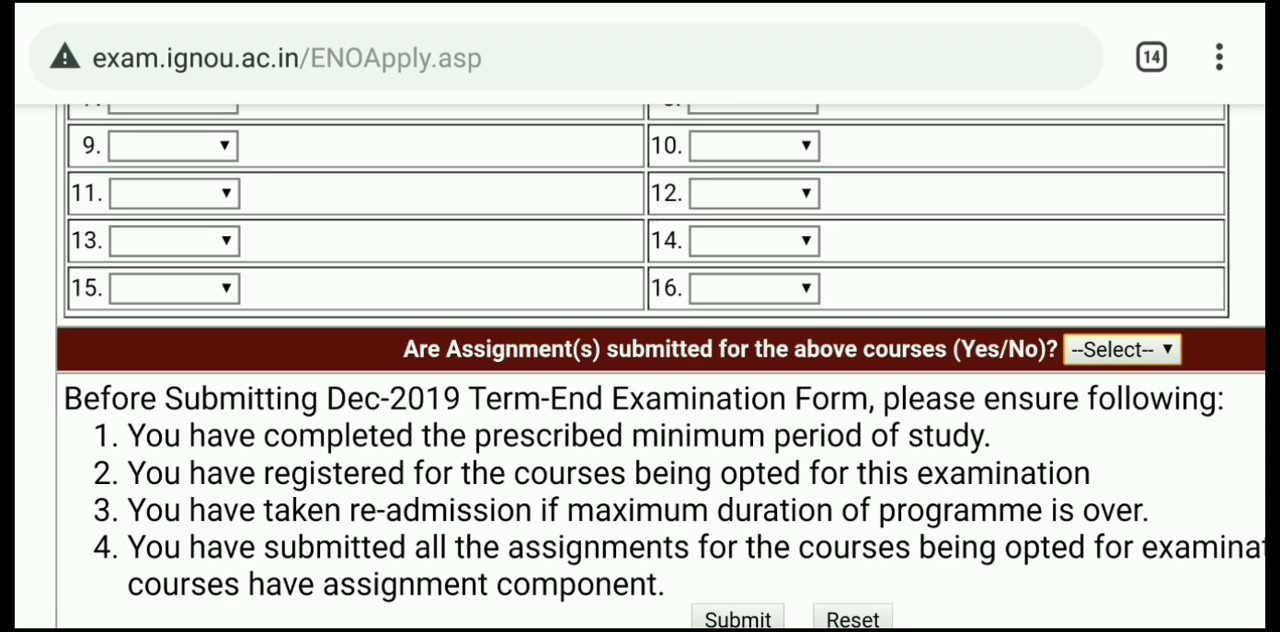 exam.ignou.ac.in/ENOApply.asp
14
9.
10.
11.
12.
13.
14.
15.
16.
Are Assignment(s) submitted for the above courses (Yes/No)? --Select--
Before Submitting Dec-2019 Term-End Examination Form, please ensure following:
1. You have completed the prescribed minimum period of study.
2. You have registered for the courses being opted for this examination
3. You have taken re-admission if maximum duration of programme is over.
4. You have submitted all the assignments for the courses being opted for examina
courses have assignment component.
Submit Reset